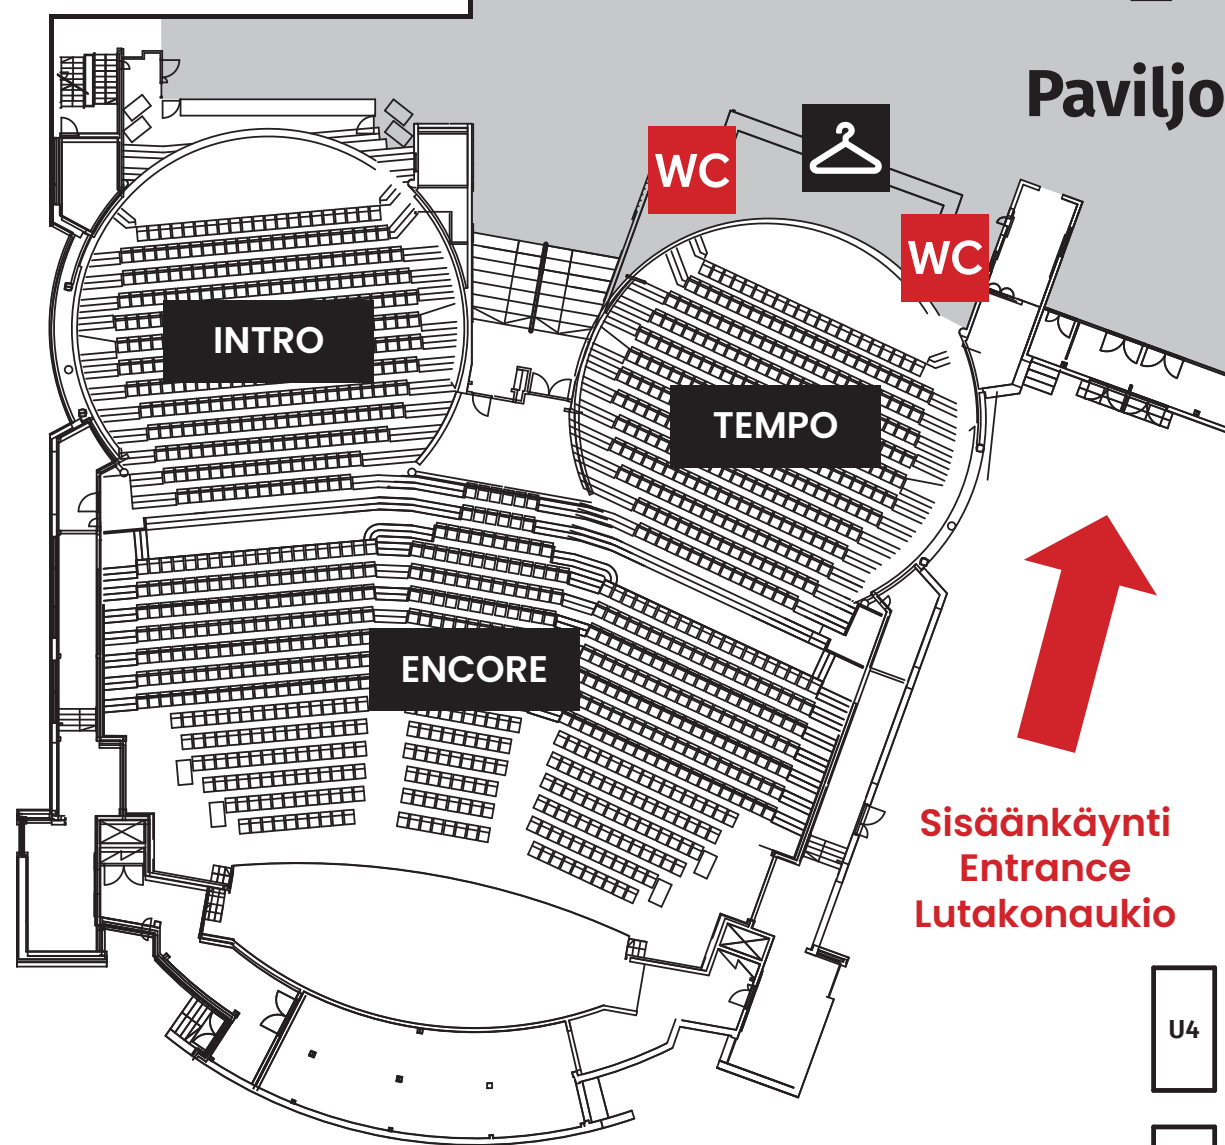 Paviljo
WC
WC
INTRO
TEMPO
ENCORE
Sisäänkäynti
Entrance
Lutakonaukio
U4